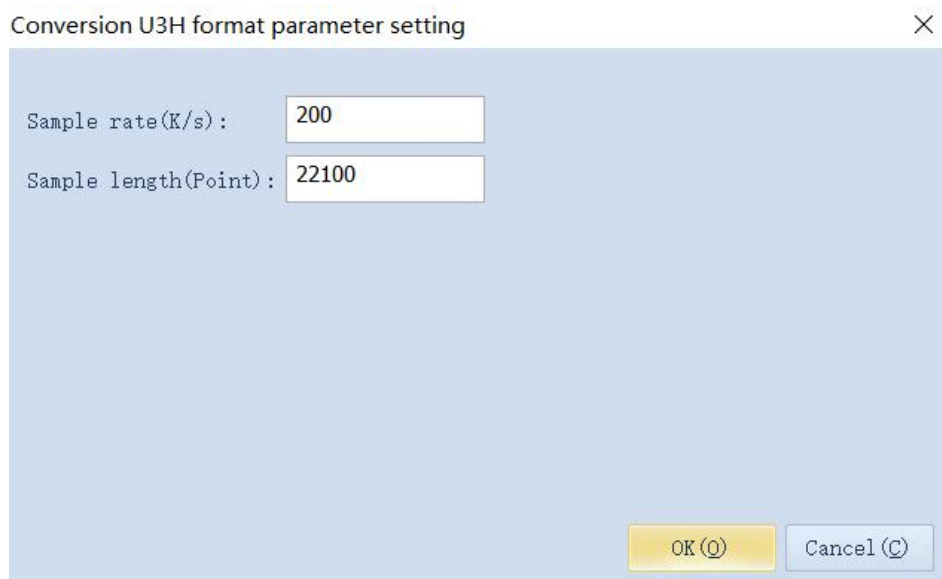 Conversion U3H format parameter setting
Sample rate(K/s): 200
Sample length(Point): 22100
OK(O) Cancel(C)